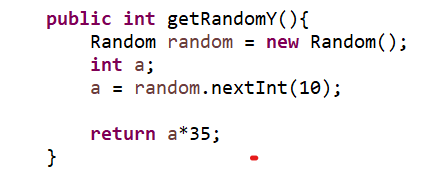 public int getRandomY(){
Random random = new Random();
int a;
a = random.nextInt(10);
return a*35;
}